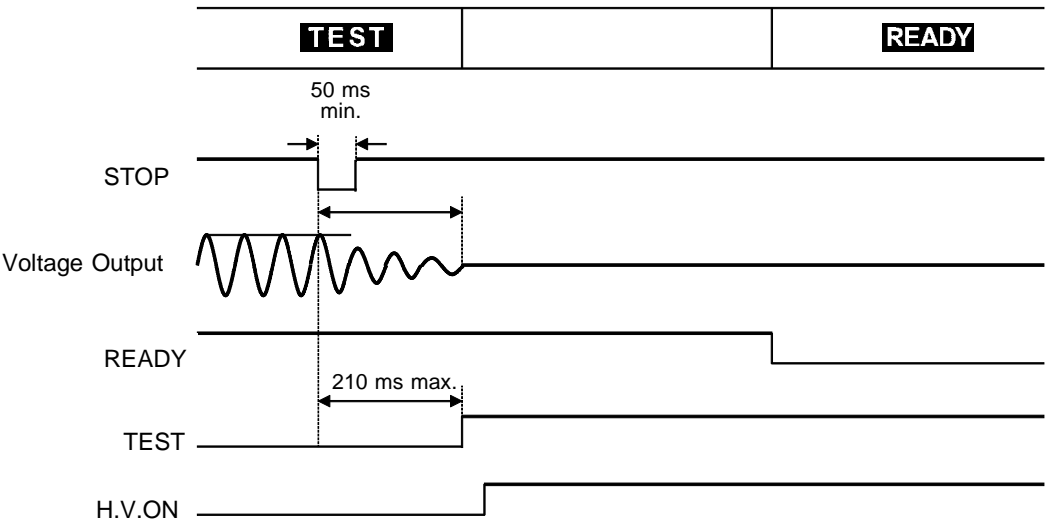 TEST READY
50 ms
min.
STOP
Voltage Output
READY
210 ms max.
TEST
H.V.ON